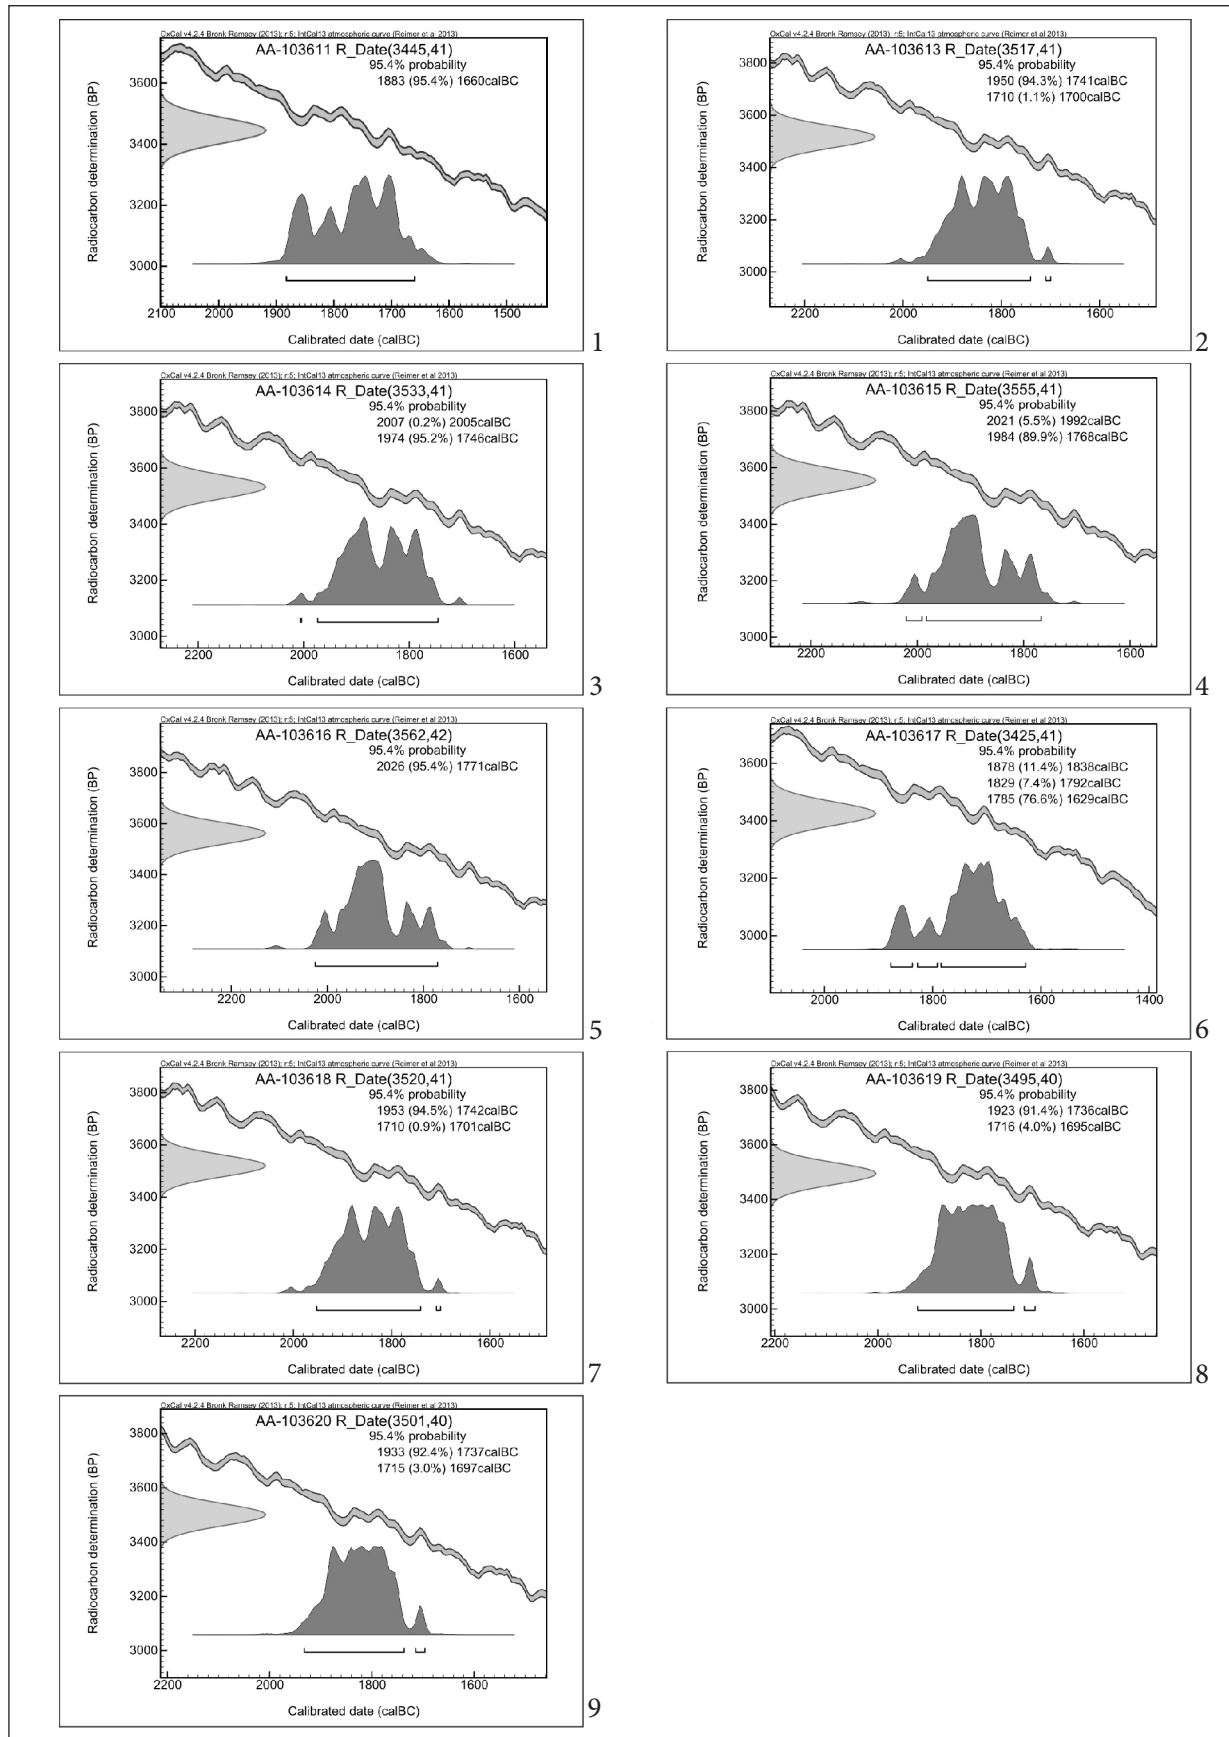 OxCal v4.2.4 Bronk Ramsey (2013); r:5; IntCal13 atmospheric curve (Reimer et al 2013)
AA-103611 R_Date(3445,41)
95.4% probability
1883 (95.4%) 1660calBC
Radiocarbon determination (BP)
3600
3400
3200
3000
2100 2000 1900 1800 1700 1600 1500
Calibrated date (calBC)
1
OxCal v4.2.4 Bronk Ramsey (2013); r:5; IntCal13 atmospheric curve (Reimer et al 2013)
AA-103613 R_Date(3517,41)
95.4% probability
1950 (94.3%) 1741calBC
1710 (1.1%) 1700calBC
Radiocarbon determination (BP)
3800
3600
3400
3200
3000
2200 2000 1800 1600
Calibrated date (calBC)
2
OxCal v4.2.4 Bronk Ramsey (2013); r:5; IntCal13 atmospheric curve (Reimer et al 2013)
AA-103614 R_Date(3533,41)
95.4% probability
2007 (0.2%) 2005calBC
1974 (95.2%) 1746calBC
Radiocarbon determination (BP)
3800
3600
3400
3200
3000
2200 2000 1800 1600
Calibrated date (calBC)
3
OxCal v4.2.4 Bronk Ramsey (2013); r:5; IntCal13 atmospheric curve (Reimer et al 2013)
AA-103615 R_Date(3555,41)
95.4% probability
2021 (5.5%) 1992calBC
1984 (89.9%) 1768calBC
Radiocarbon determination (BP)
3800
3600
3400
3200
3000
2200 2000 1800 1600
Calibrated date (calBC)
4
OxCal v4.2.4 Bronk Ramsey (2013); r:5; IntCal13 atmospheric curve (Reimer et al 2013)
AA-103616 R_Date(3562,42)
95.4% probability
2026 (95.4%) 1771calBC
Radiocarbon determination (BP)
3800
3600
3400
3200
3000
2200 2000 1800 1600
Calibrated date (calBC)
5
OxCal v4.2.4 Bronk Ramsey (2013); r:5; IntCal13 atmospheric curve (Reimer et al 2013)
AA-103617 R_Date(3425,41)
95.4% probability
1878 (11.4%) 1838calBC
1829 (7.4%) 1792calBC
1785 (76.6%) 1629calBC
Radiocarbon determination (BP)
3600
3400
3200
3000
2000 1800 1600 1400
Calibrated date (calBC)
6
OxCal v4.2.4 Bronk Ramsey (2013); r:5; IntCal13 atmospheric curve (Reimer et al 2013)
AA-103618 R_Date(3520,41)
95.4% probability
1953 (94.5%) 1742calBC
1710 (0.9%) 1701calBC
Radiocarbon determination (BP)
3800
3600
3400
3200
3000
2200 2000 1800 1600
Calibrated date (calBC)
7
OxCal v4.2.4 Bronk Ramsey (2013); r:5; IntCal13 atmospheric curve (Reimer et al 2013)
AA-103619 R_Date(3495,40)
95.4% probability
1923 (91.4%) 1736calBC
1716 (4.0%) 1695calBC
Radiocarbon determination (BP)
3800
3600
3400
3200
3000
2200 2000 1800 1600
Calibrated date (calBC)
8
OxCal v4.2.4 Bronk Ramsey (2013); r:5; IntCal13 atmospheric curve (Reimer et al 2013)
AA-103620 R_Date(3501,40)
95.4% probability
1933 (92.4%) 1737calBC
1715 (3.0%) 1697calBC
Radiocarbon determination (BP)
3800
3600
3400
3200
3000
2200 2000 1800 1600
Calibrated date (calBC)
9